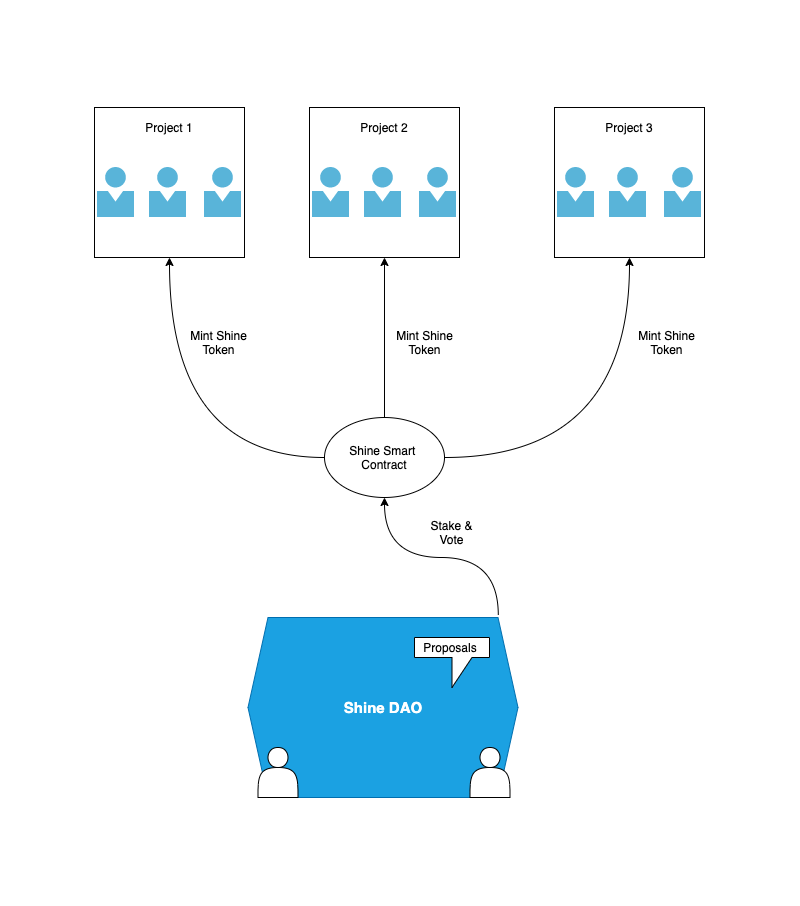 Project 1
Project 2
Project 3
Mint Shine
Token
Mint Shine
Token
Mint Shine
Token
Shine Smart
Contract
Stake &
Vote
Proposals
Shine DAO